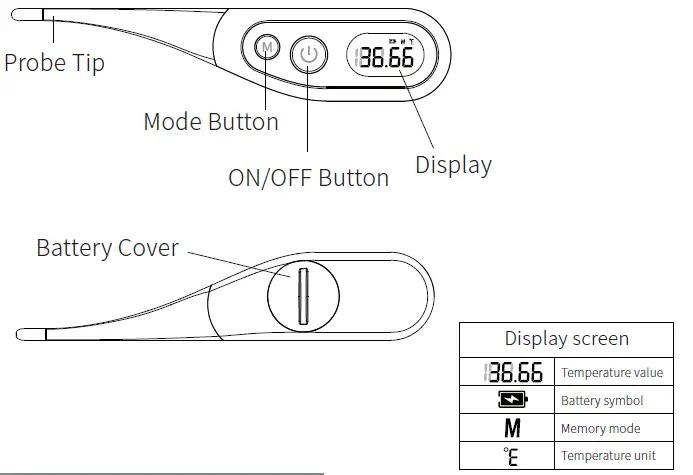 M
36.66
M ℃
Probe Tip
Mode Button
ON/OFF Button
Display
Battery Cover
Display screen
36.66 Temperature value
Battery symbol
M Memory mode
℃ Temperature unit